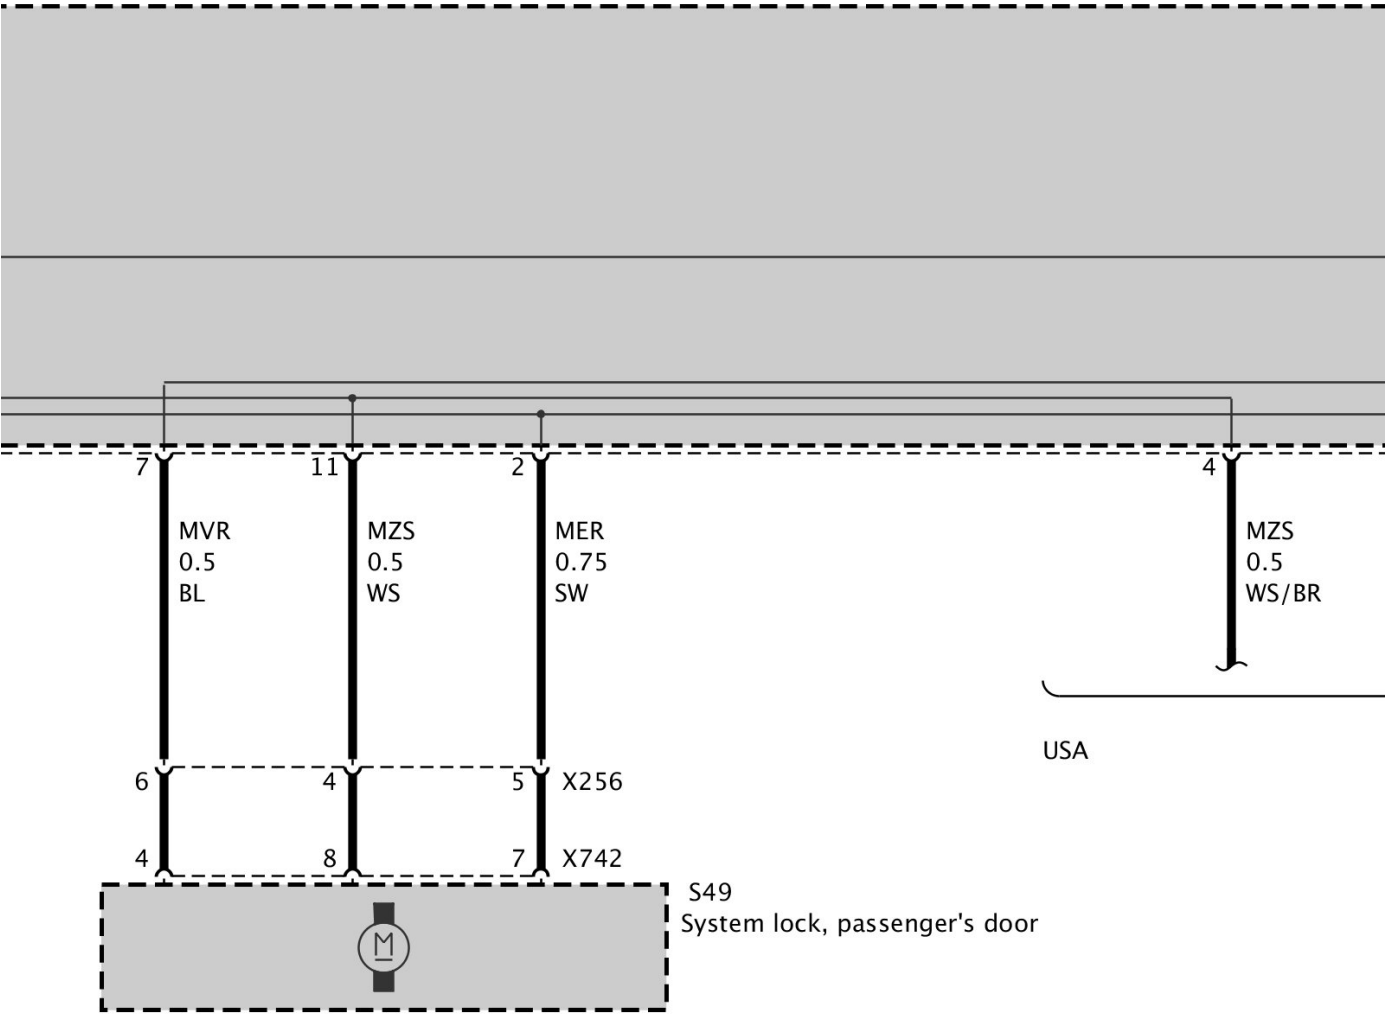 7 11 2 4
MVR MZS MER MZS
0.5 0.5 0.75 0.5
BL WS SW WS/BR
USA
6 4 5 X256
4 8 7 X742
S49
System lock, passenger's door
M